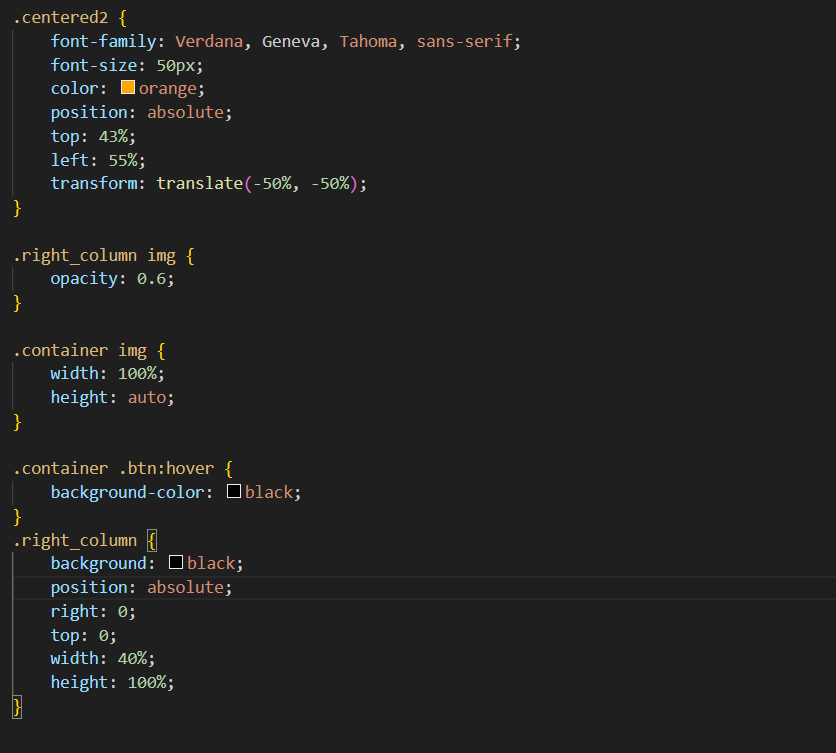 .centered2 {
    font-family: Verdana, Geneva, Tahoma, sans-serif;
    font-size: 50px;
    color: orange;
    position: absolute;
    top: 43%;
    left: 55%;
    transform: translate(-50%, -50%);
}

.right_column img {
    opacity: 0.6;
}

.container img {
    width: 100%;
    height: auto;
}

.container .btn:hover {
    background-color: black;
}
.right_column {
    background: black;
    position: absolute;
    right: 0;
    top: 0;
    width: 40%;
    height: 100%;
}